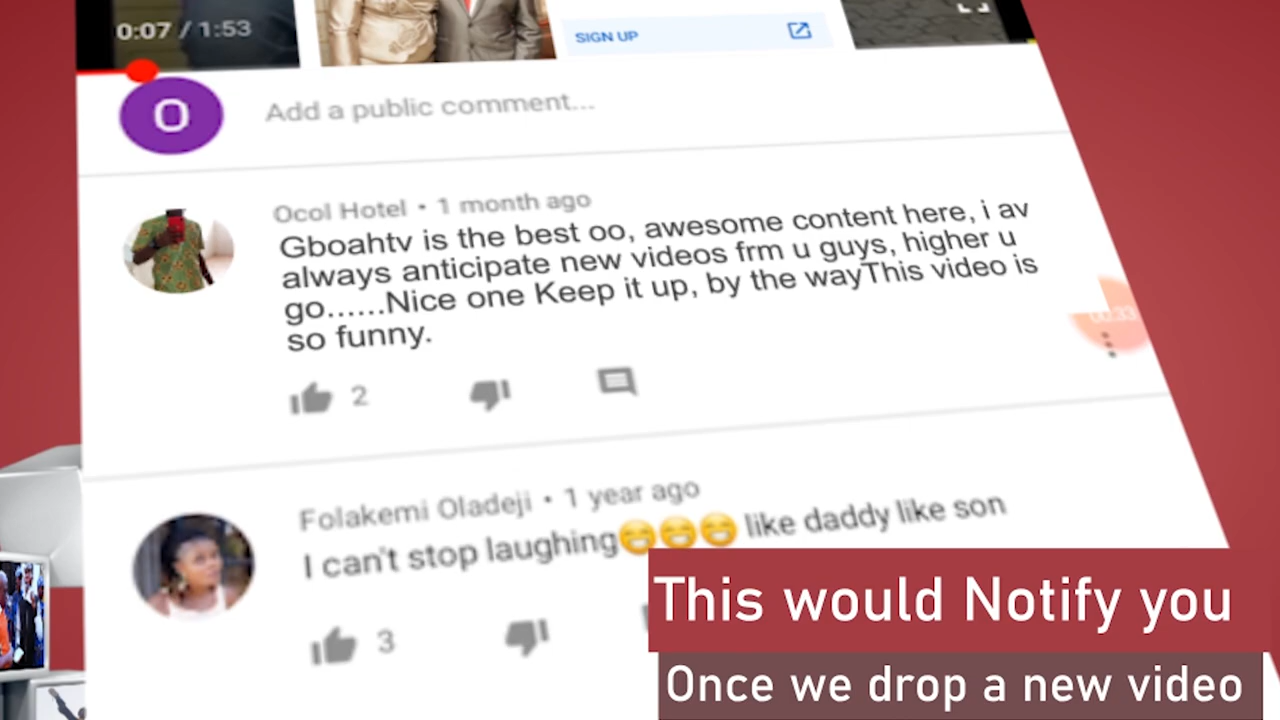 0:07 / 1:53
SIGN UP
O
Add a public comment...
Ocol Hotel • 1 month ago
Gboahtv is the best oo, awesome content here, i av
always anticipate new videos frm u guys, higher u
go......Nice one Keep it up, by the wayThis video is
so funny.
00:33
2
Folakemi Oladeji • 1 year ago
I can't stop laughing😁😁😁 like daddy like son
3
This would Notify you
Once we drop a new video